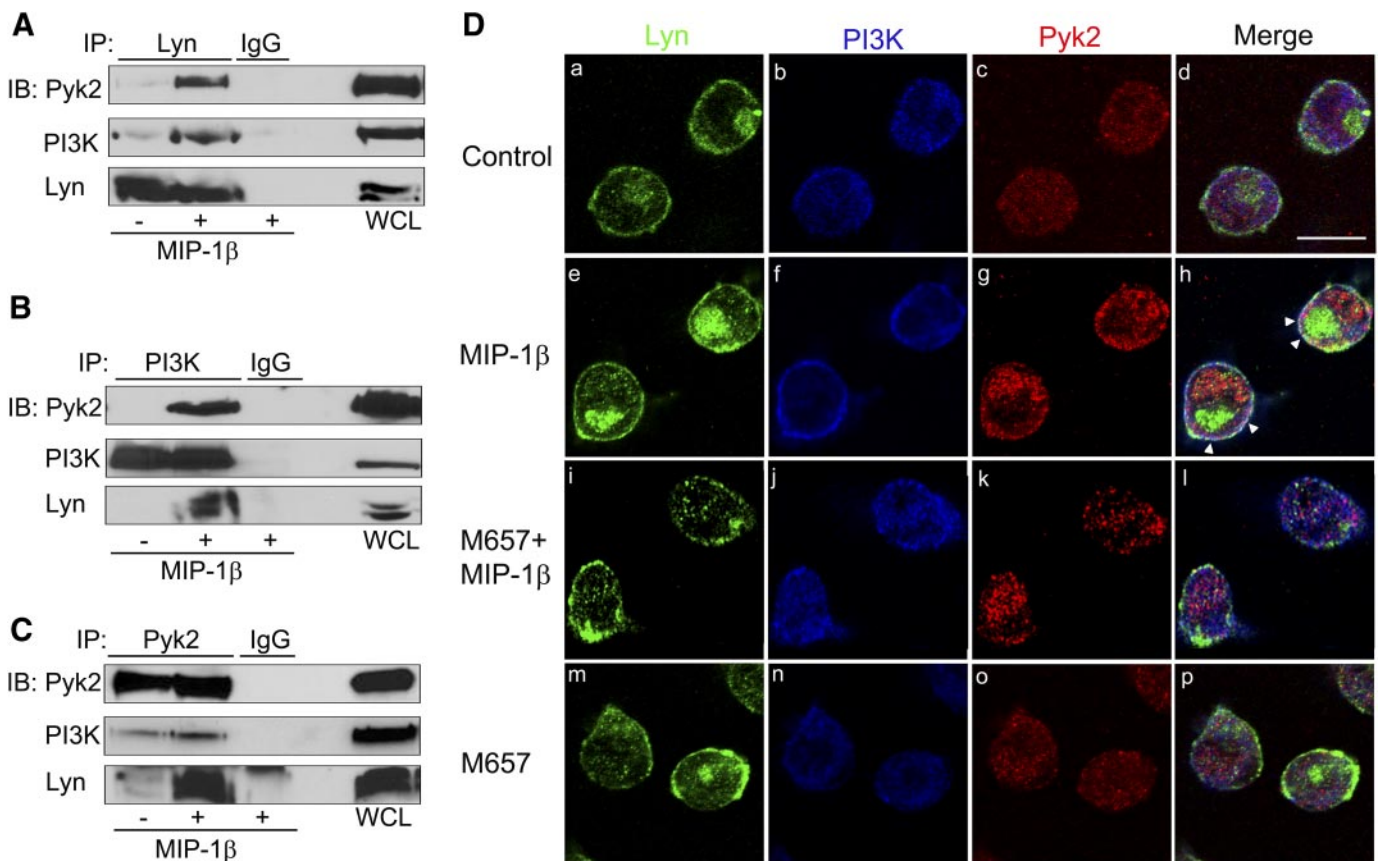 A
IP: Lyn IgG
IB: Pyk2
PI3K
Lyn
- + + WCL
MIP-1β
B
IP: PI3K IgG
IB: Pyk2
PI3K
Lyn
- + + WCL
MIP-1β
C
IP: Pyk2 IgG
IB: Pyk2
PI3K
Lyn
- + + WCL
MIP-1β
D
Lyn PI3K Pyk2 Merge
Control
a b c d
MIP-1β
e f g h
M657+
MIP-1β
i j k l
M657
m n o p